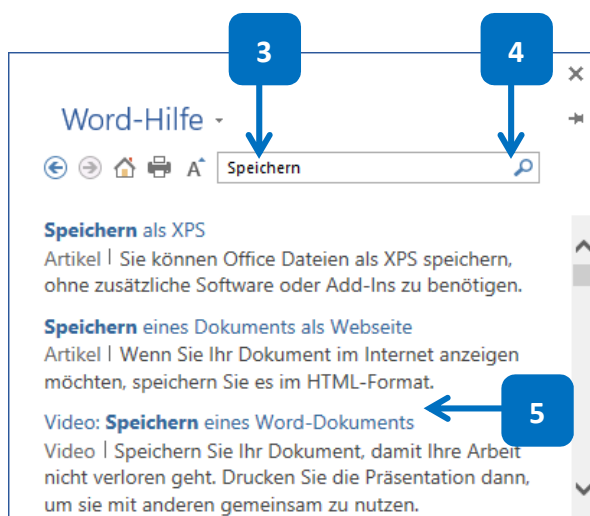 3
4
Word-Hilfe
A
Speichern
Speichern als XPS
Artikel | Sie können Office Dateien als XPS speichern,
ohne zusätzliche Software oder Add-Ins zu benötigen.
Speichern eines Dokuments als Webseite
Artikel | Wenn Sie Ihr Dokument im Internet anzeigen
möchten, speichern Sie es im HTML-Format.
5
Video: Speichern eines Word-Dokuments
Video | Speichern Sie Ihr Dokument, damit Ihre Arbeit
nicht verloren geht. Drucken Sie die Präsentation dann,
um sie mit anderen gemeinsam zu nutzen.